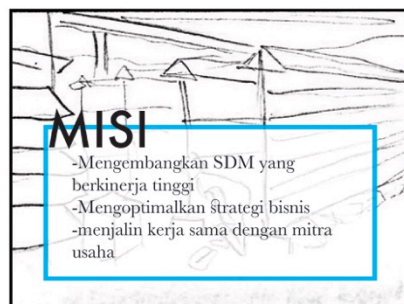 MISI
-Mengembangkan SDM yang
berkinerja tinggi
-Mengoptimalkan strategi bisnis
-menjalin kerja sama dengan mitra
usaha